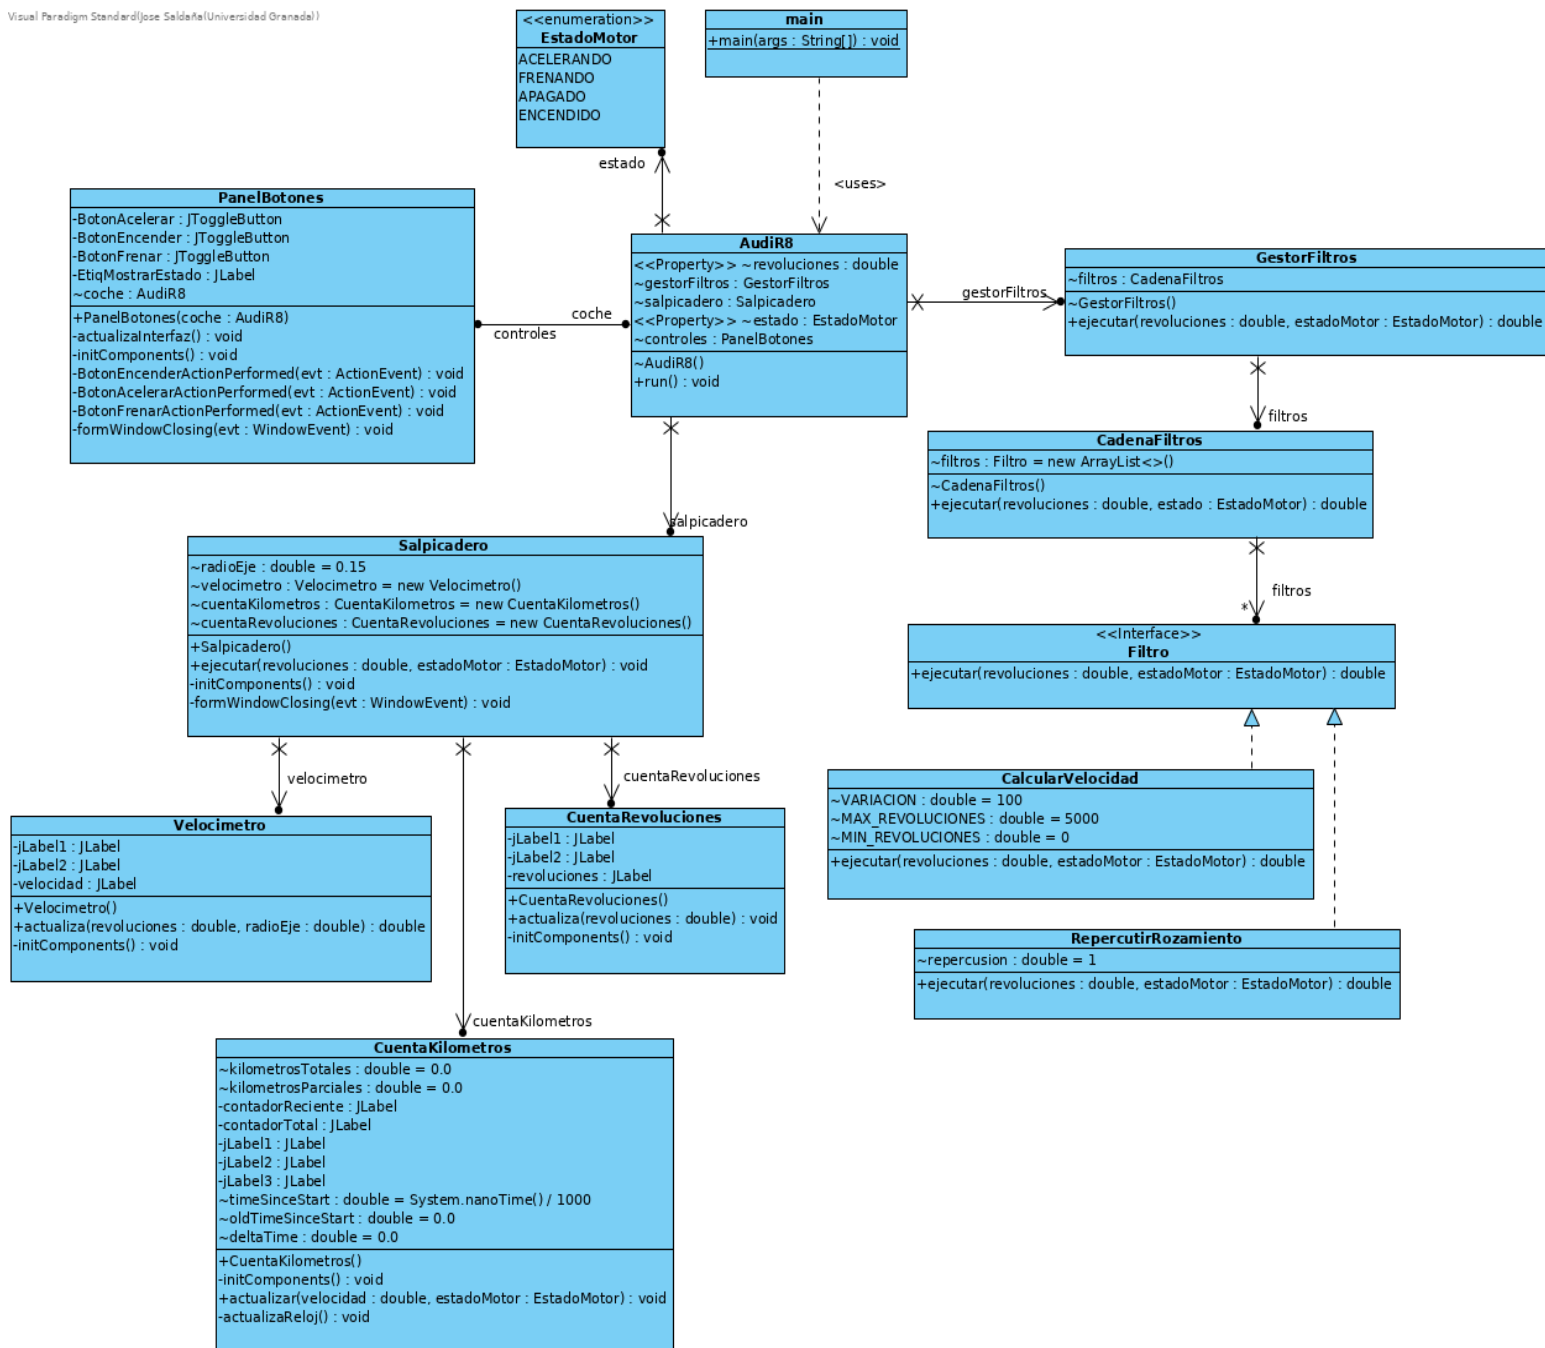 Visual Paradigm Standard(Jose Saldaña(Universidad Granada))
<<enumeration>>
EstadoMotor
ACELERANDO
FRENANDO
APAGADO
ENCENDIDO
main
+main(args : String[]) : void
estado
<uses>
PanelBotones
-BotonAcelerar : JToggleButton
-BotonEncender : JToggleButton
-BotonFrenar : JToggleButton
-EtiqMostrarEstado : JLabel
~coche : AudiR8
+PanelBotones(coche : AudiR8)
-actualizaInterfaz() : void
-initComponents() : void
-BotonEncenderActionPerformed(evt : ActionEvent) : void
-BotonAcelerarActionPerformed(evt : ActionEvent) : void
-BotonFrenarActionPerformed(evt : ActionEvent) : void
-formWindowClosing(evt : WindowEvent) : void
coche
controles
AudiR8
<<Property>> ~revoluciones : double
~gestorFiltros : GestorFiltros
~salpicadero : Salpicadero
<<Property>> ~estado : EstadoMotor
~controles : PanelBotones
~AudiR8()
+run() : void
gestorFiltros
GestorFiltros
~filtros : CadenaFiltros
~GestorFiltros()
+ejecutar(revoluciones : double, estadoMotor : EstadoMotor) : double
filtros
CadenaFiltros
~filtros : Filtro = new ArrayList<>()
~CadenaFiltros()
+ejecutar(revoluciones : double, estado : EstadoMotor) : double
filtros
*
<<Interface>>
Filtro
+ejecutar(revoluciones : double, estadoMotor : EstadoMotor) : double
salpicadero
Salpicadero
~radioEje : double = 0.15
~velocimetro : Velocimetro = new Velocimetro()
~cuentaKilometros : CuentaKilometros = new CuentaKilometros()
~cuentaRevoluciones : CuentaRevoluciones = new CuentaRevoluciones()
+Salpicadero()
+ejecutar(revoluciones : double, estadoMotor : EstadoMotor) : void
-initComponents() : void
-formWindowClosing(evt : WindowEvent) : void
velocimetro
cuentaRevoluciones
Velocimetro
-jLabel1 : JLabel
-jLabel2 : JLabel
-velocidad : JLabel
+Velocimetro()
+actualiza(revoluciones : double, radioEje : double) : double
-initComponents() : void
CuentaRevoluciones
-jLabel1 : JLabel
-jLabel2 : JLabel
-revoluciones : JLabel
+CuentaRevoluciones()
+actualiza(revoluciones : double) : void
-initComponents() : void
CalcularVelocidad
~VARIACION : double = 100
~MAX_REVOLUCIONES : double = 5000
~MIN_REVOLUCIONES : double = 0
+ejecutar(revoluciones : double, estadoMotor : EstadoMotor) : double
RepercutirRozamiento
~repercusion : double = 1
+ejecutar(revoluciones : double, estadoMotor : EstadoMotor) : double
cuentaKilometros
CuentaKilometros
~kilometrosTotales : double = 0.0
~kilometrosParciales : double = 0.0
-contadorReciente : JLabel
-contadorTotal : JLabel
-jLabel1 : JLabel
-jLabel2 : JLabel
-jLabel3 : JLabel
~timeSinceStart : double = System.nanoTime() / 1000
~oldTimeSinceStart : double = 0.0
~deltaTime : double = 0.0
+CuentaKilometros()
-initComponents() : void
+actualizar(velocidad : double, estadoMotor : EstadoMotor) : void
-actualizaReloj() : void